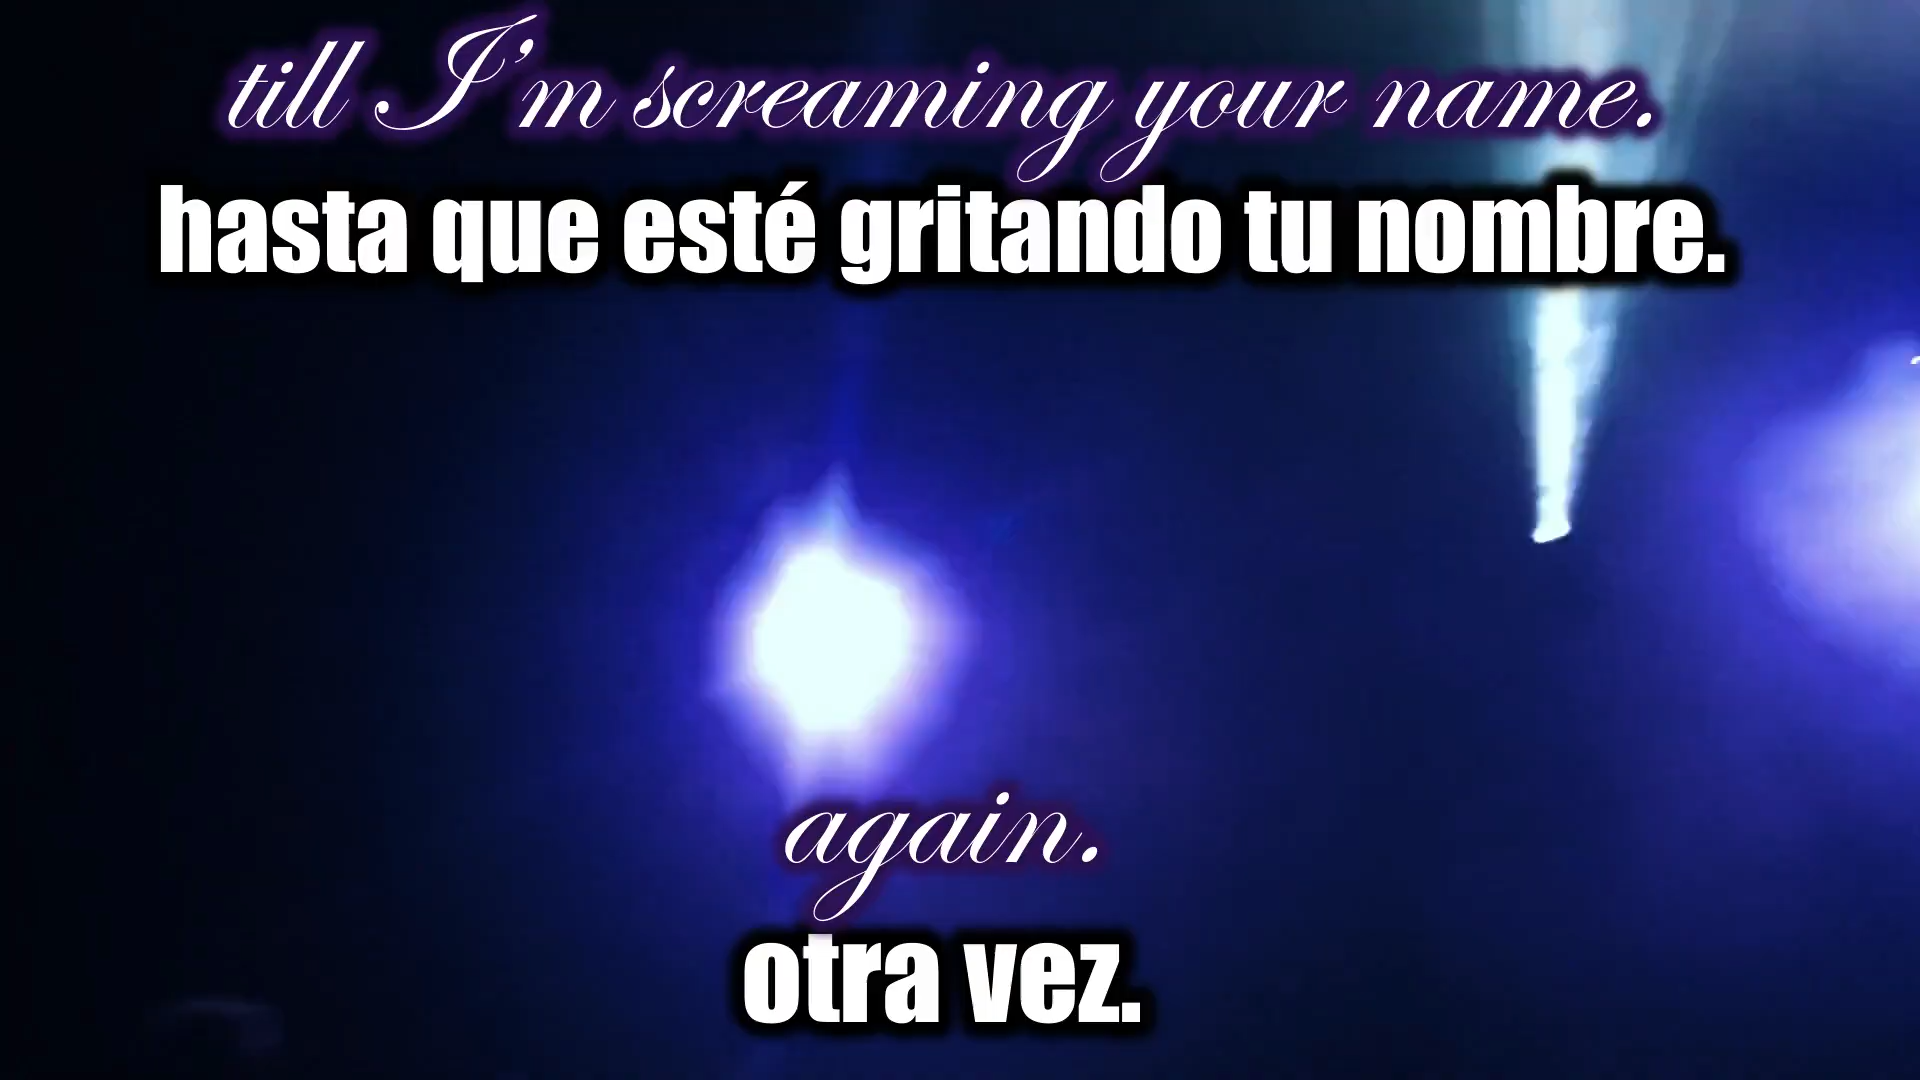 till I'm screaming your name.
hasta que esté gritando tu nombre.
again.
otra vez.